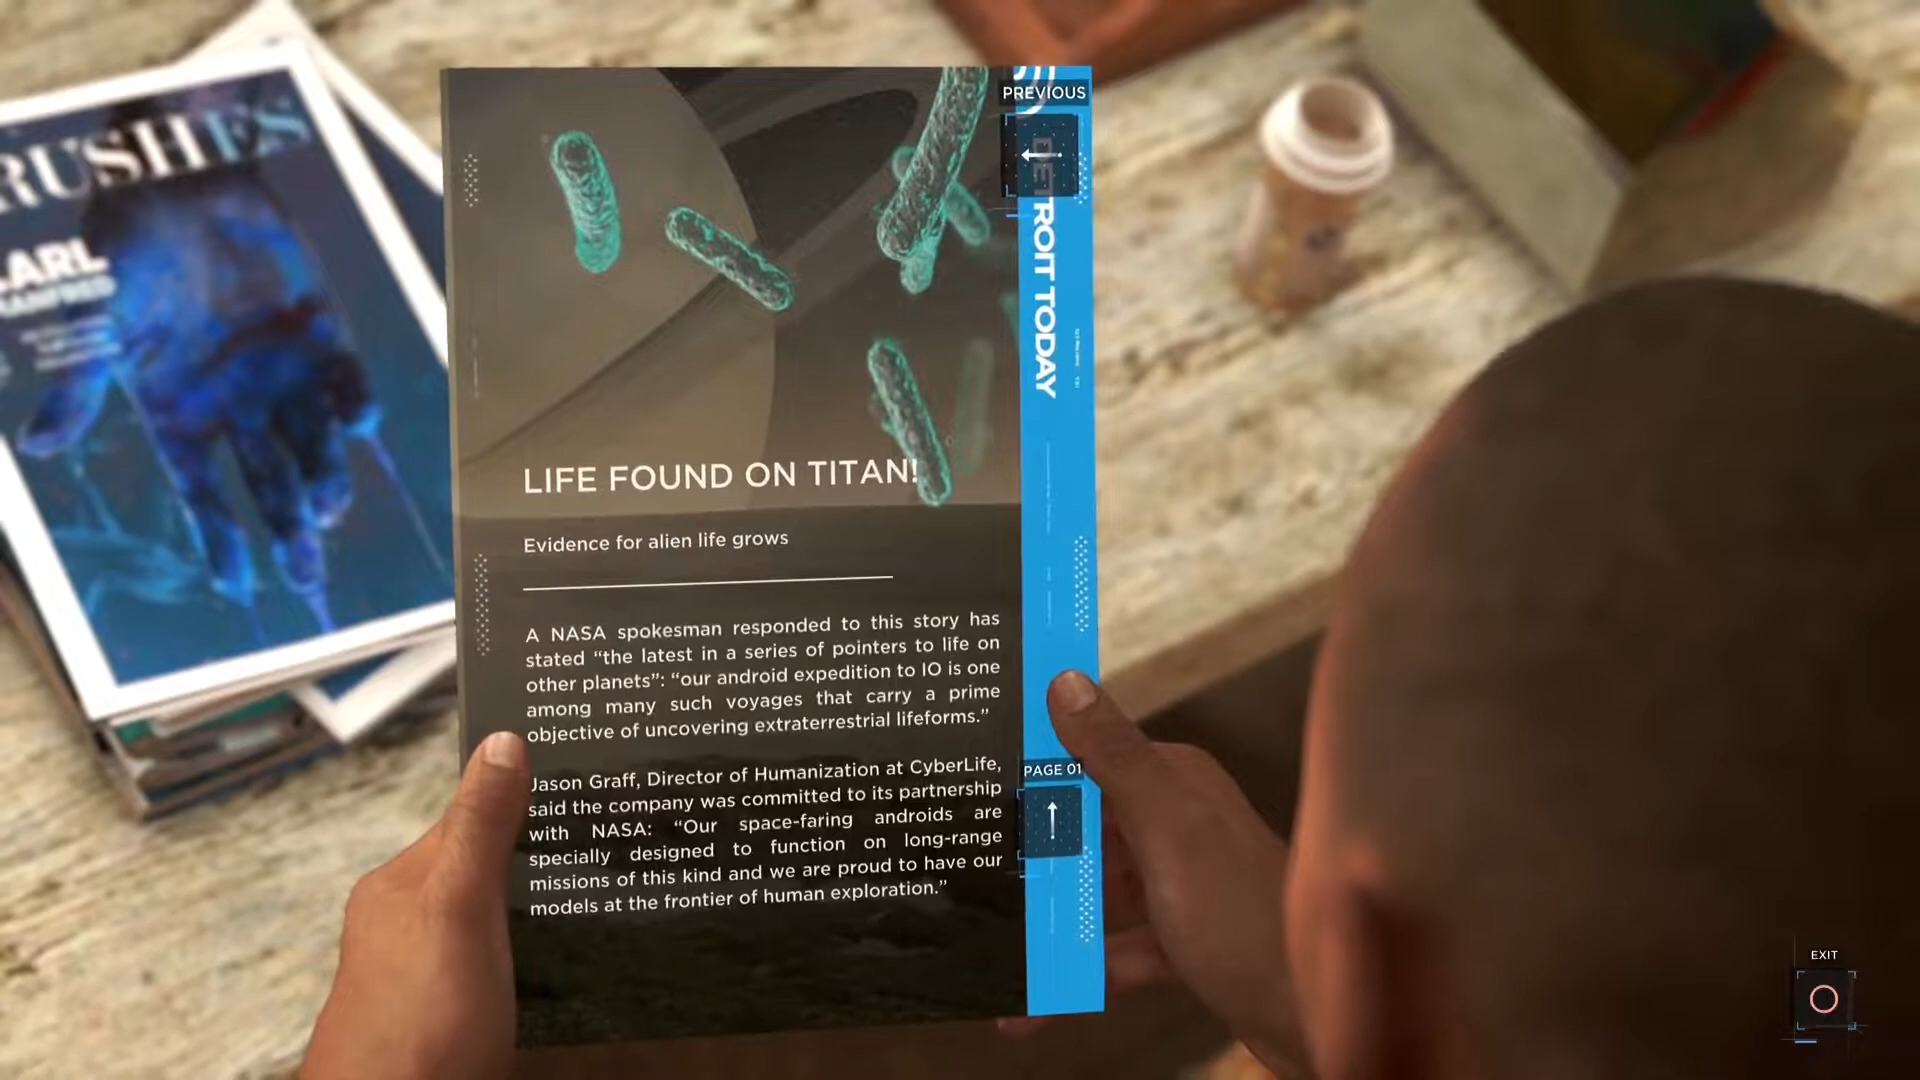 RUSHES
ARL
MANFRED
PREVIOUS
DETROIT TODAY
LIFE FOUND ON TITAN!
Evidence for alien life grows
A NASA spokesman responded to this story has
stated “the latest in a series of pointers to life on
other planets”: “our android expedition to IO is one
among many such voyages that carry a prime
objective of uncovering extraterrestrial lifeforms.”
Jason Graff, Director of Humanization at CyberLife,
said the company was committed to its partnership
with NASA: “Our space-faring androids are
specially designed to function on long-range
missions of this kind and we are proud to have our
models at the frontier of human exploration.”
PAGE 01
EXIT